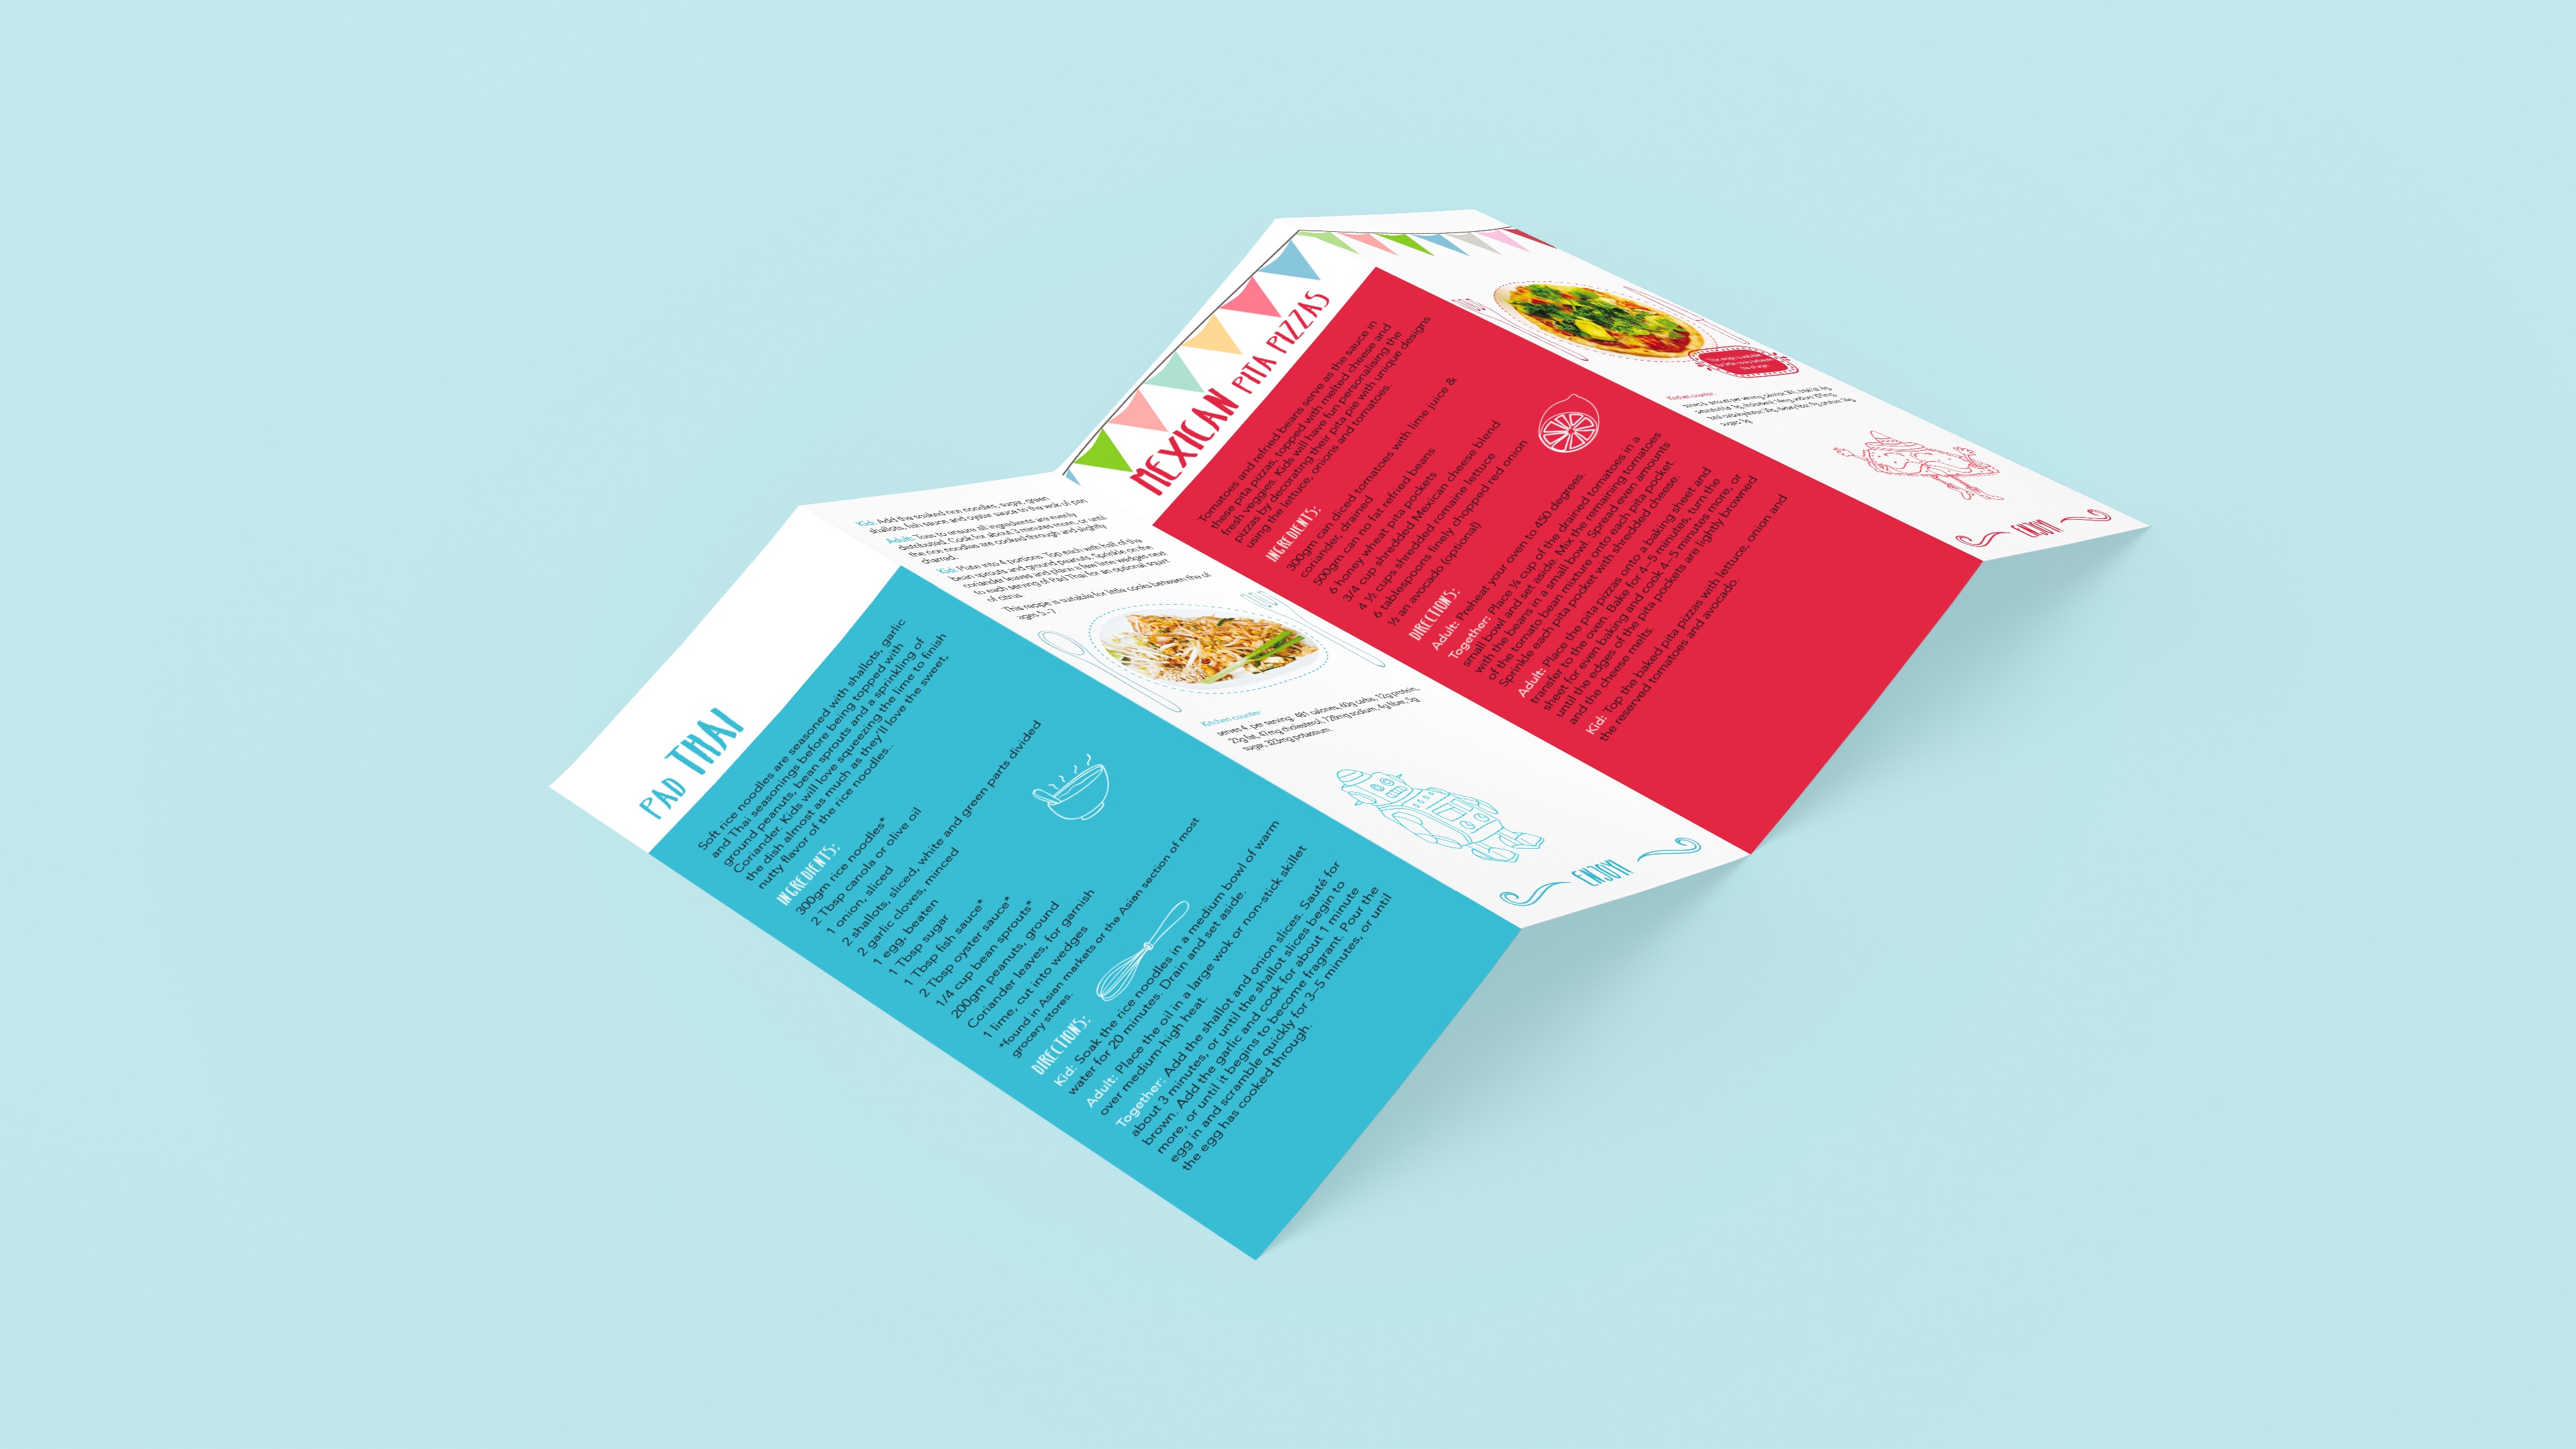 PAD THAI
Soft rice noodles are seasoned with shallots, garlic
and Thai seasonings before being topped with
ground peanuts, bean sprouts and a sprinkling of
Coriander. Kids will love squeezing the lime to finish
the dish almost as much as they'll love the sweet,
nutty flavor of the rice noodles..
INGREDIENTS:
300gm rice noodles*
2 Tbsp canola or olive oil
1 onion, sliced
2 shallots, sliced, white and green parts divided
2 garlic cloves, minced
1 egg, beaten
1 Tbsp sugar
1 Tbsp fish sauce*
2 Tbsp oyster sauce*
1/4 cup bean sprouts*
200gm peanuts, ground
Coriander leaves, for garnish
1 lime, cut into wedges
*found in Asian markets or the Asian section of most
grocery stores.
DIRECTIONS:
Kid: Soak the rice noodles in a medium bowl of warm
water for 20 minutes. Drain and set aside.
Adult: Place the oil in a large wok or non-stick skillet
over medium-high heat.
Together: Add the shallot and onion slices. Sauté for
about 3 minutes, or until the shallot slices begin to
brown. Add the garlic and cook for about 1 minute
more, or until it begins to become fragrant. Pour the
egg in and scramble quickly for 3–5 minutes, or until
the egg has cooked through.
Kid: Add the soaked rice noodles, sugar, green
shallots, fish sauce and oyster sauce to the wok or pan
Adult: Toss to ensure all ingredients are evenly
distributed. Cook for about 3 minutes more, or until
the rice noodles are cooked through and slightly
charred.
Kid: Plate into 4 portions. Top each with half of the
bean sprouts and ground peanuts. Sprinkle on the
coriander leaves and place a few lime wedges next
to each serving of Pad Thai for an optional squirt
of citrus.
This recipe is suitable for little cooks between the of
ages 5 -7
Kitchen counter:
serves 4, per serving: 481 calories, 40g carbs, 12g protein,
23g fat, 47mg cholesterol, 728mg sodium, 4g fiber, 5g
sugar, 323mg potassium.
ENJOY!
MEXICAN PITA PIZZAS
Tomatoes and refried beans serve as the sauce in
these pita pizzas, topped with melted cheese and
fresh veggies. Kids will have fun personalising the
pizzas by decorating their pita pie with unique designs
using the lettuce, onions and tomatoes.
INGREDIENTS:
300gm can diced tomatoes with lime juice &
coriander, drained
500gm can no fat refried beans
6 honey wheat pita pockets
3/4 cup shredded Mexican cheese blend
4 ½ cups shredded romaine lettuce
6 tablespoons finely chopped red onion
½ an avocado (optional)
DIRECTIONS:
Adult: Preheat your oven to 450 degrees.
Together: Place ¼ cup of the drained tomatoes in a
small bowl and set aside. Mix the remaining tomatoes
with the beans in a small bowl. Spread even amounts
of the tomato bean mixture onto each pita pocket.
Sprinkle each pita pocket with shredded cheese.
Adult: Place the pita pizzas onto a baking sheet and
transfer to the oven. Bake for 4–5 minutes, turn the
sheet for even baking and cook 4–5 minutes more, or
until the edges of the pita pockets are lightly browned
and the cheese melts.
Kid: Top the baked pita pizzas with lettuce, onion and
the reserved tomatoes and avocado.
Kitchen counter:
ENJOY!